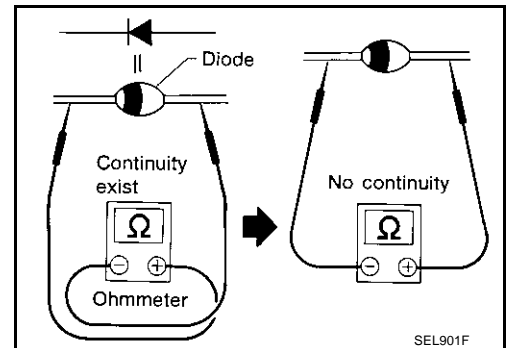 Diode
Continuity
exist
No continuity
Ω
Ω
⊖ ⊕
⊖ ⊕
Ohmmeter
SEL901F